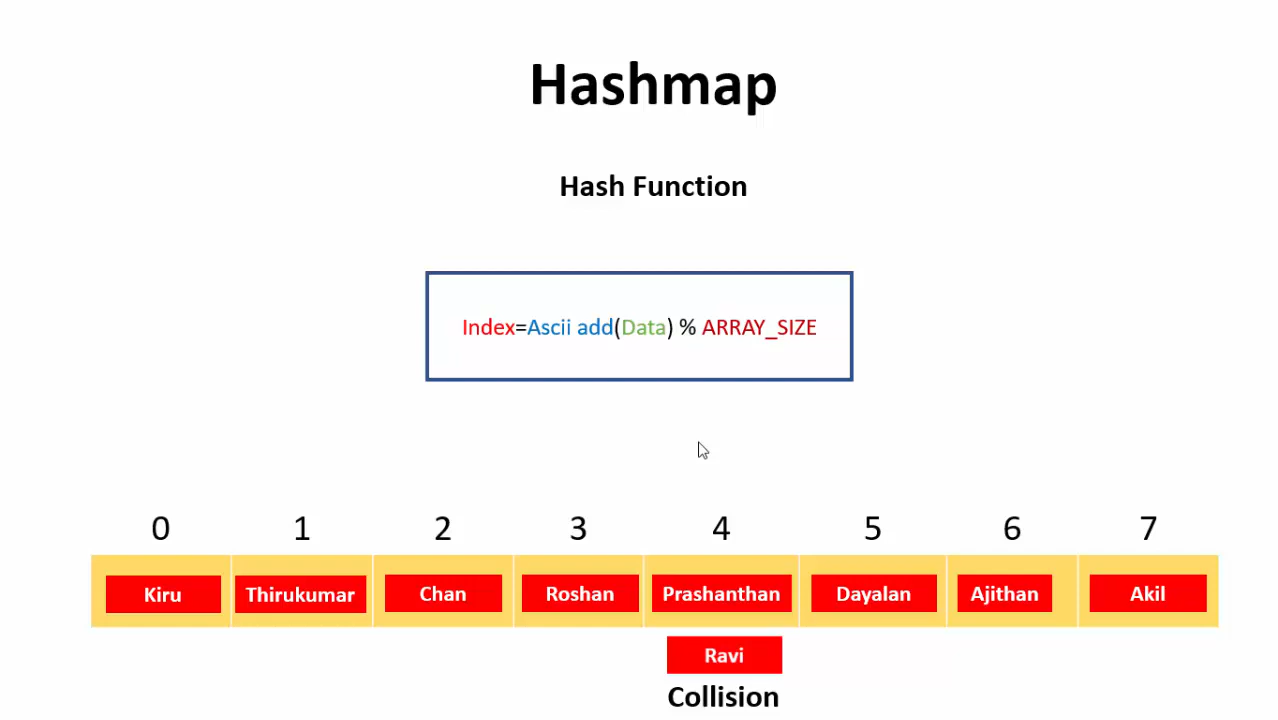 Hashmap
Hash Function
Index=Ascii add(Data) % ARRAY_SIZE
0 1 2 3 4 5 6 7
Kiru Thirukumar Chan Roshan Prashanthan Dayalan Ajithan Akil
Ravi
Collision